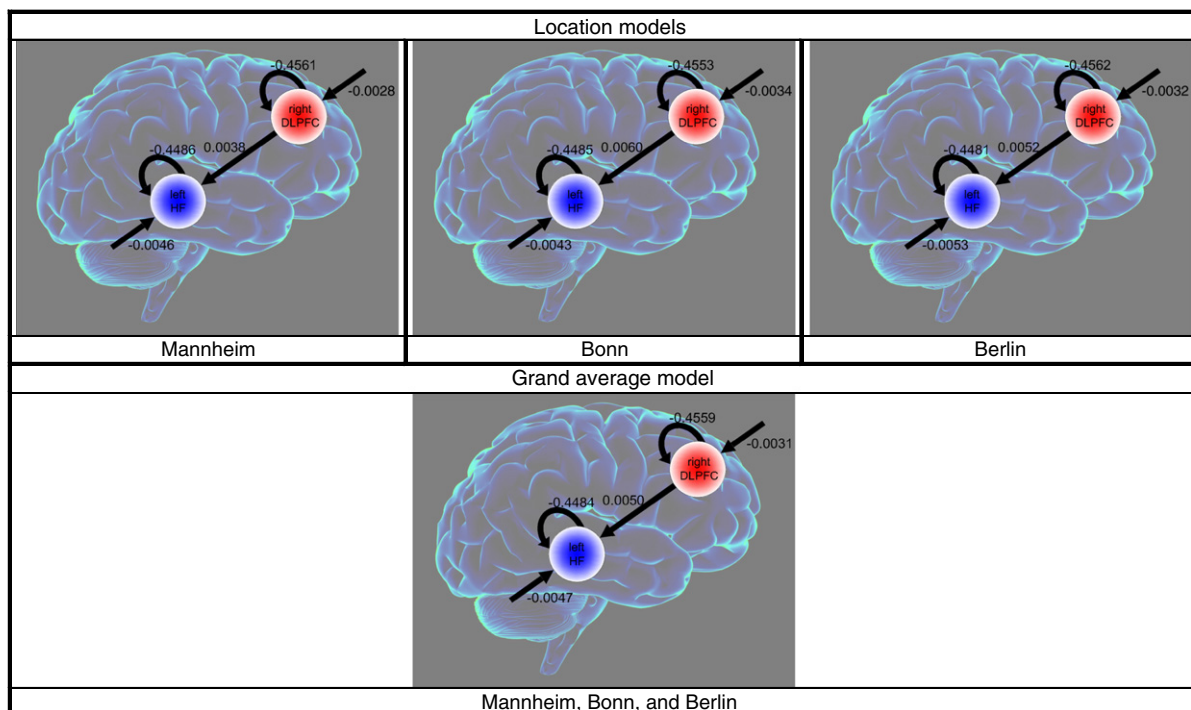 Location models
-0.4561
-0.0028
right
DLPFC
-0.4486
0.0038
left
HF
-0.0046
-0.4553
-0.0034
right
DLPFC
-0.4485
0.0060
left
HF
-0.0043
-0.4562
-0.0032
right
DLPFC
-0.4481
0.0052
left
HF
-0.0053
Mannheim
Bonn
Berlin
Grand average model
-0.4559
-0.0031
right
DLPFC
-0.4484
0.0050
left
HF
-0.0047
Mannheim, Bonn, and Berlin